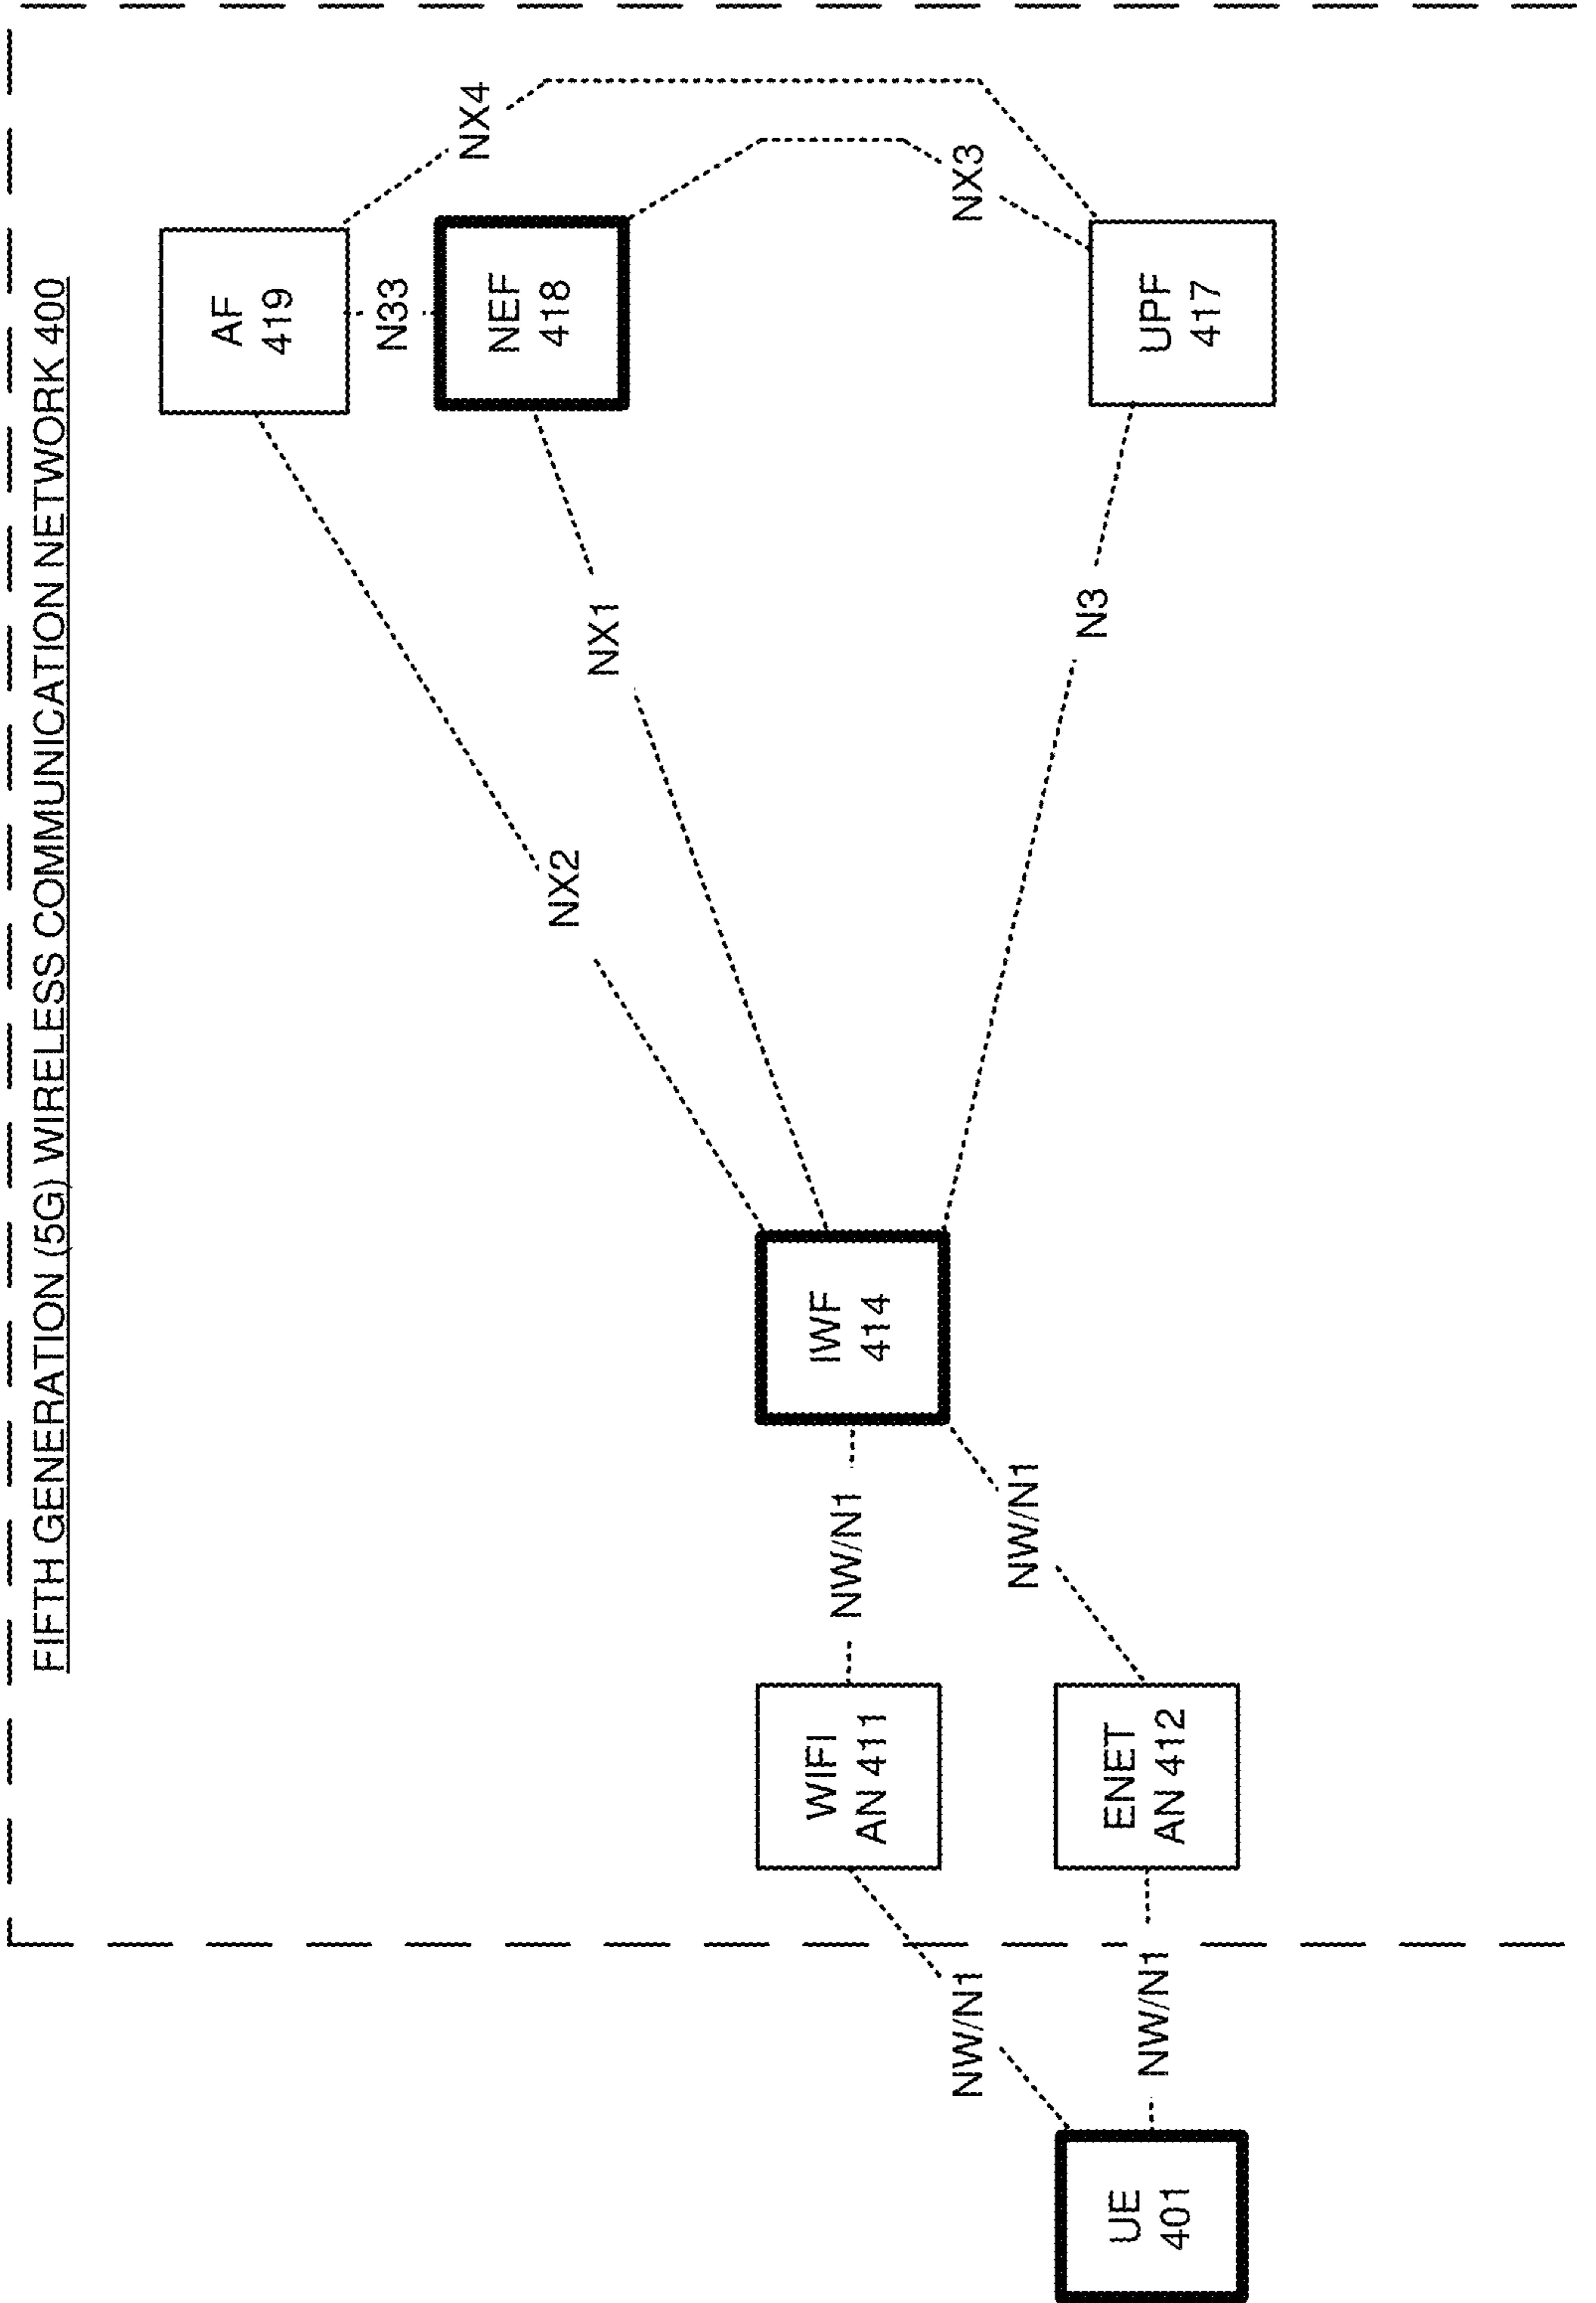 FIFTH GENERATION (5G) WIRELESS COMMUNICATION NETWORK 400
AF
419
N33
NX4
NEF
418
NX2
NX1
NX3
IWF
414
N3
UPF
417
NW/N1
WIFI
AN 411
NW/N1
NW/N1
ENET
AN 412
NW/N1
UE
401